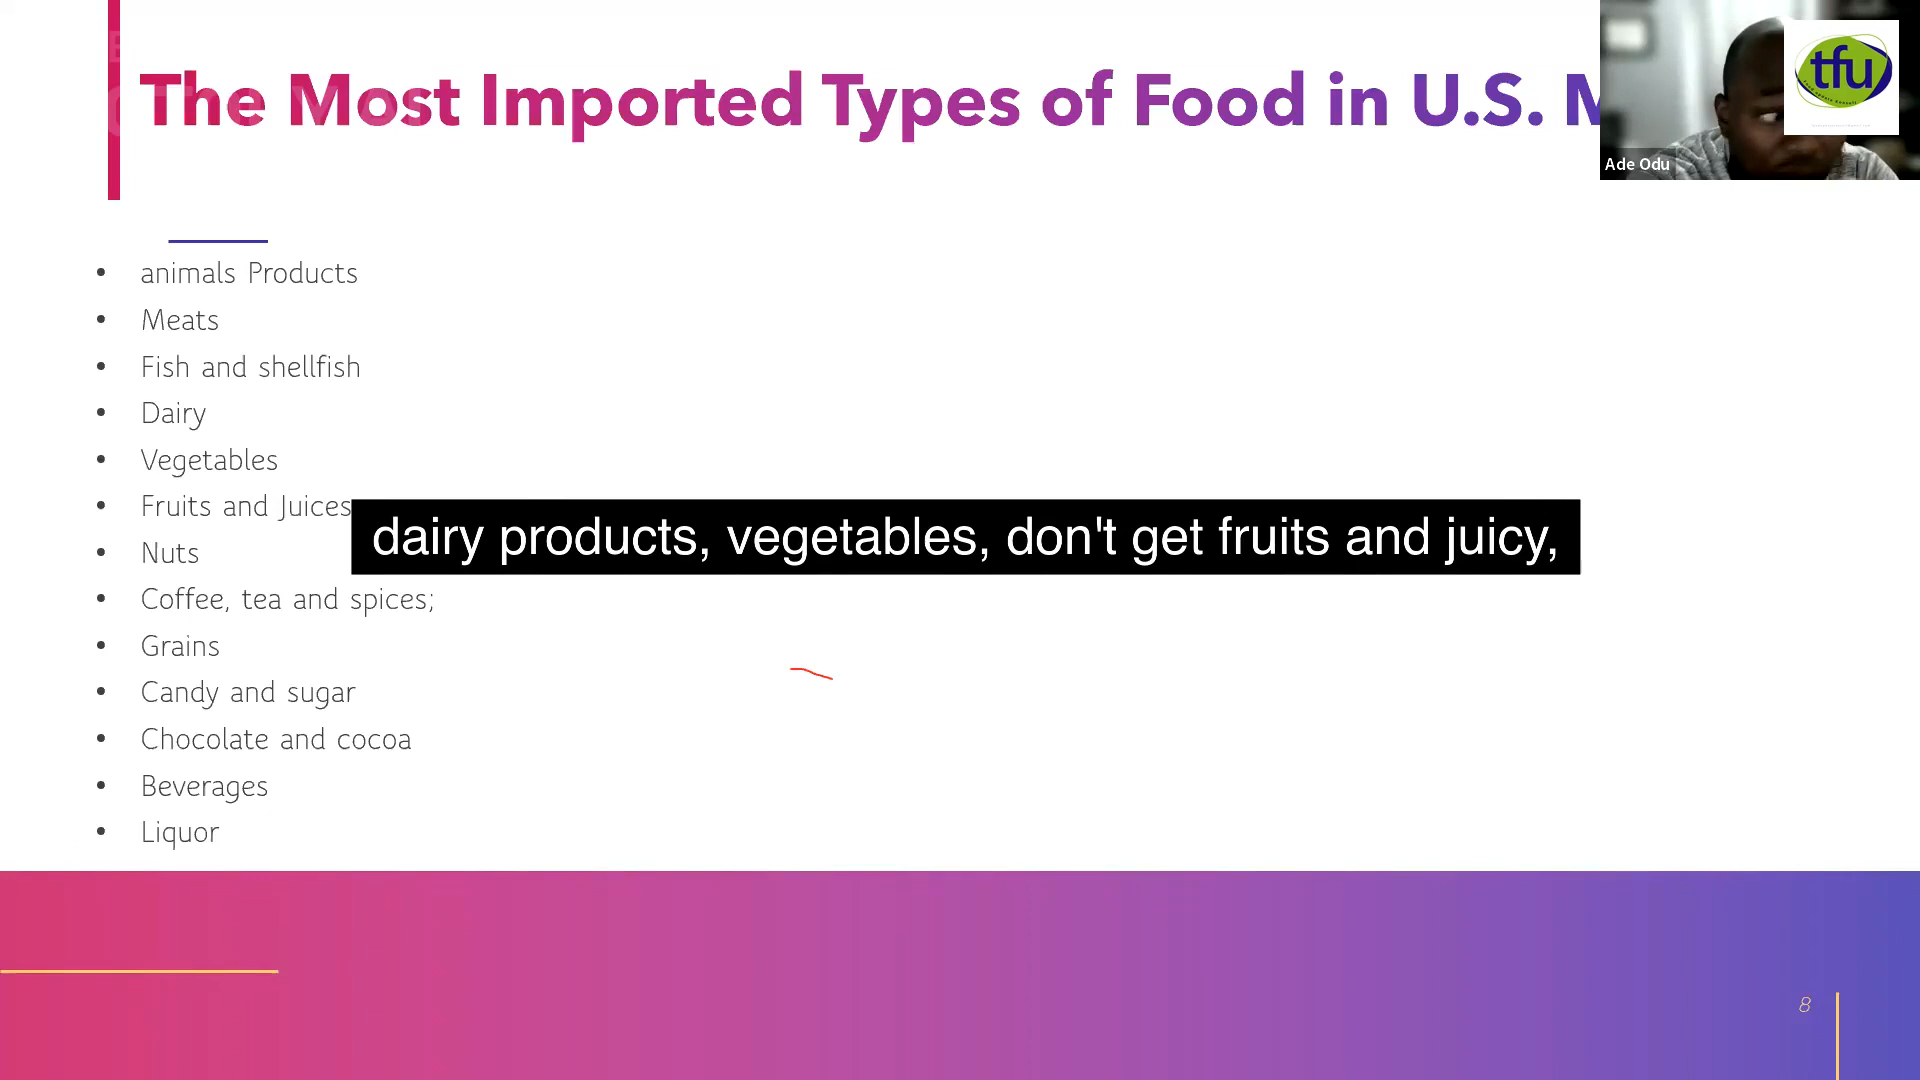 The Most Imported Types of Food in U.S.
tfu
Ade Odu
• animals Products
• Meats
• Fish and shellfish
• Dairy
• Vegetables
• Fruits and Juices
dairy products, vegetables, don't get fruits and juicy,
• Nuts
• Coffee, tea and spices;
• Grains
• Candy and sugar
• Chocolate and cocoa
• Beverages
• Liquor
8